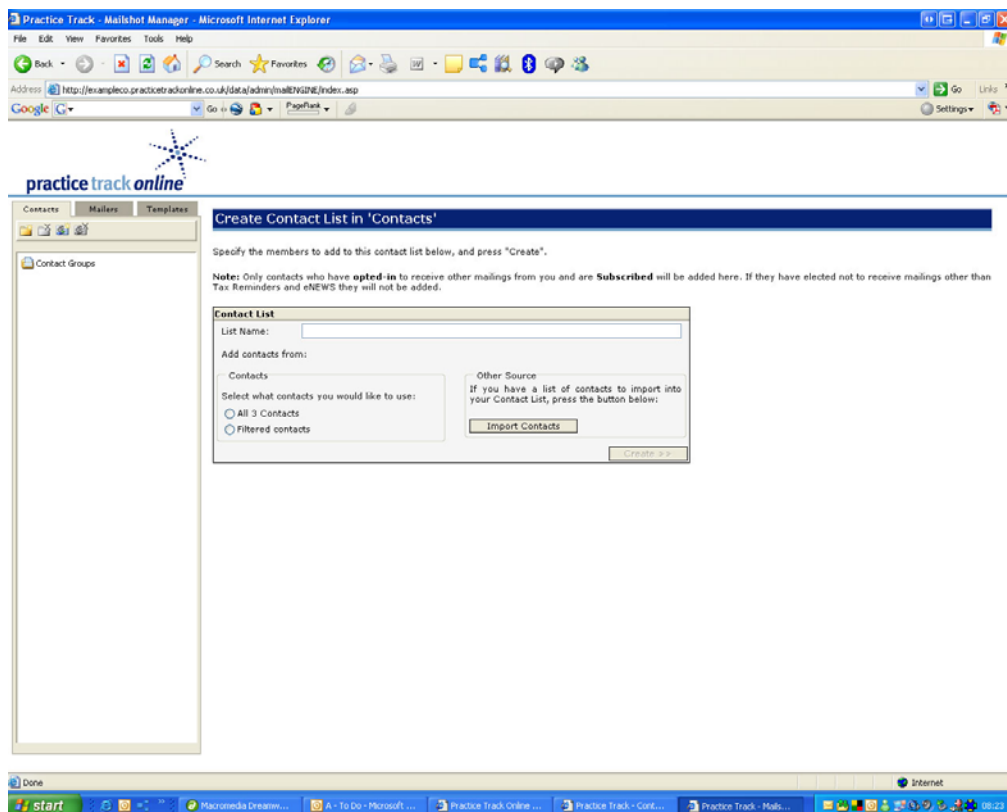 Practice Track - Mailshot Manager - Microsoft Internet Explorer
File Edit View Favorites Tools Help
Back Search Favorites
Address http://exampleco.practicetrackonline.co.uk/data/admin/mailENGINE/index.asp Go Links
Google G Go PageRank Settings
practice track online
Contacts Mailers Templates
Create Contact List in 'Contacts'
Specify the members to add to this contact list below, and press "Create".
Contact Groups
Note: Only contacts who have opted-in to receive other mailings from you and are Subscribed will be added here. If they have elected not to receive mailings other than
Tax Reminders and eNEWS they will not be added.
Contact List
List Name:
Add contacts from:
Contacts
Select what contacts you would like to use:
All 3 Contacts
Filtered contacts
Other Source
If you have a list of contacts to import into
your Contact List, press the button below:
Import Contacts
Create >>
Done Internet
start Macromedia Dreamw... A - To Do - Microsoft ... Practice Track Online ... Practice Track - Cont... Practice Track - Mails... 08:23